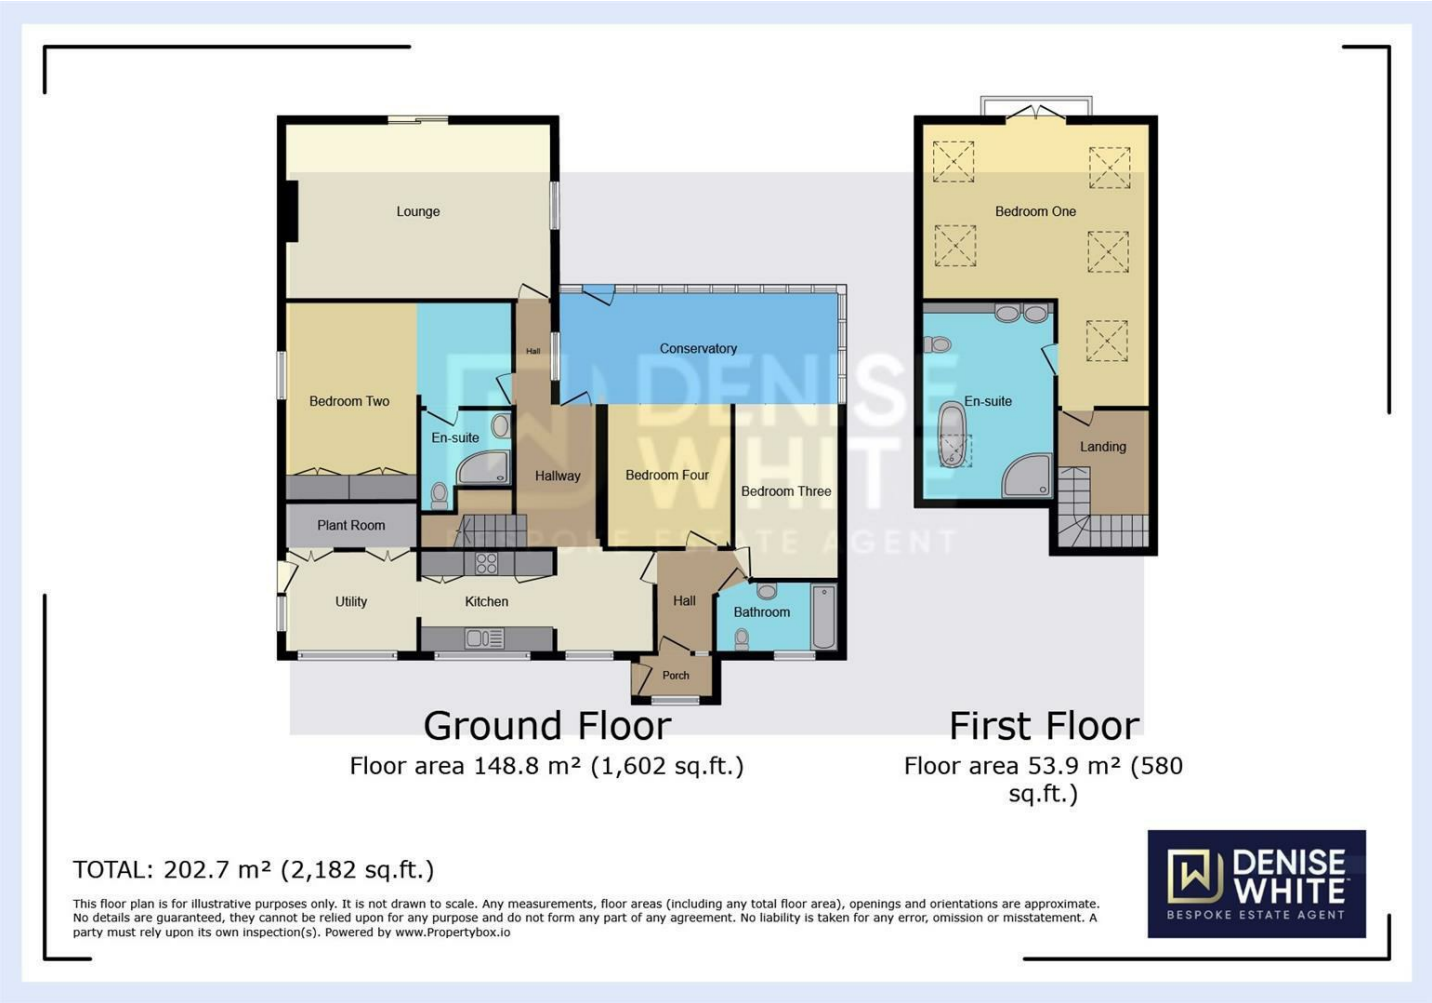 Lounge
Bedroom One
Hall
Conservatory
Bedroom Two
En-suite
En-suite
Landing
Hallway
Bedroom Four
Bedroom Three
Plant Room
Utility
Kitchen
Hall
Bathroom
Porch
DENISE
WHITE
BESPOKE ESTATE AGENT
Ground Floor
Floor area 148.8 m² (1,602 sq.ft.)
First Floor
Floor area 53.9 m² (580
sq.ft.)
TOTAL: 202.7 m² (2,182 sq.ft.)
This floor plan is for illustrative purposes only. It is not drawn to scale. Any measurements, floor areas (including any total floor area), openings and orientations are approximate.
No details are guaranteed, they cannot be relied upon for any purpose and do not form any part of any agreement. No liability is taken for any error, omission or misstatement. A
party must rely upon its own inspection(s). Powered by www.Propertybox.io
DENISE
WHITE™
BESPOKE ESTATE AGENT